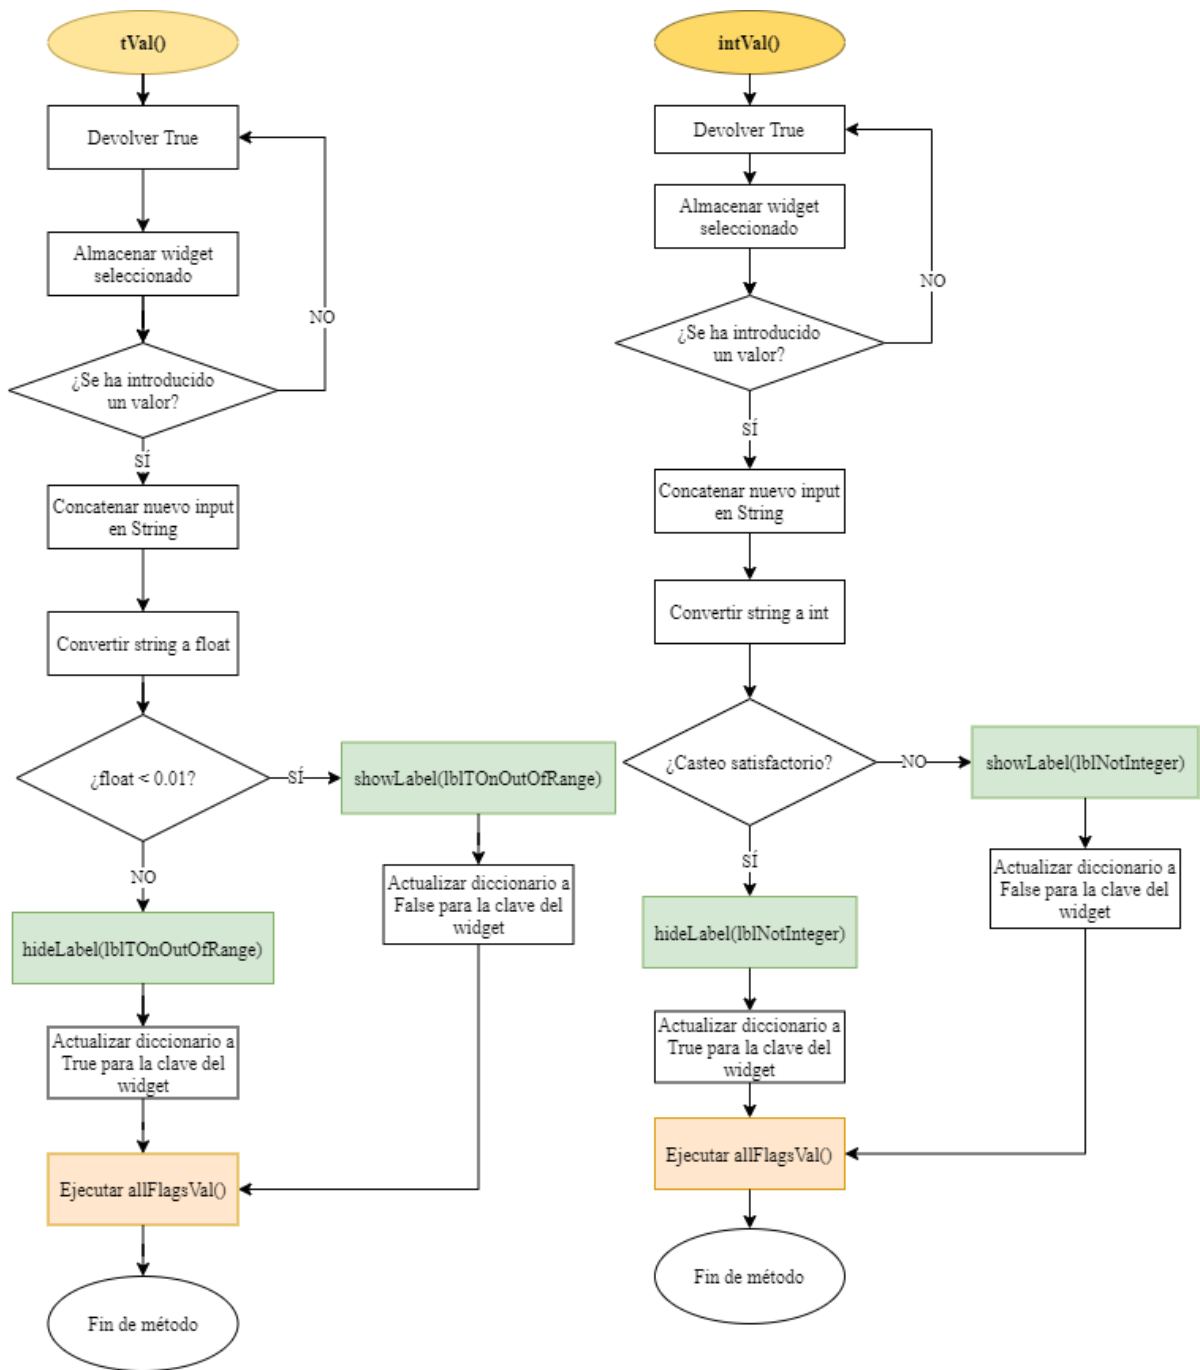 tVal()
Devolver True
Almacenar widget
seleccionado
NO
¿Se ha introducido
un valor?
SÍ
Concatenar nuevo input
en String
Convertir string a float
¿float < 0.01?
SÍ
showLabel(lblTOnOutOfRange)
NO
Actualizar diccionario a
False para la clave del
widget
hideLabel(lblTOnOutOfRange)
Actualizar diccionario a
True para la clave del
widget
Ejecutar allFlagsVal()
Fin de método
intVal()
Devolver True
Almacenar widget
seleccionado
NO
¿Se ha introducido
un valor?
SÍ
Concatenar nuevo input
en String
Convertir string a int
¿Casteo satisfactorio?
NO
showLabel(lblNotInteger)
SÍ
Actualizar diccionario a
False para la clave del
widget
hideLabel(lblNotInteger)
Actualizar diccionario a
True para la clave del
widget
Ejecutar allFlagsVal()
Fin de método